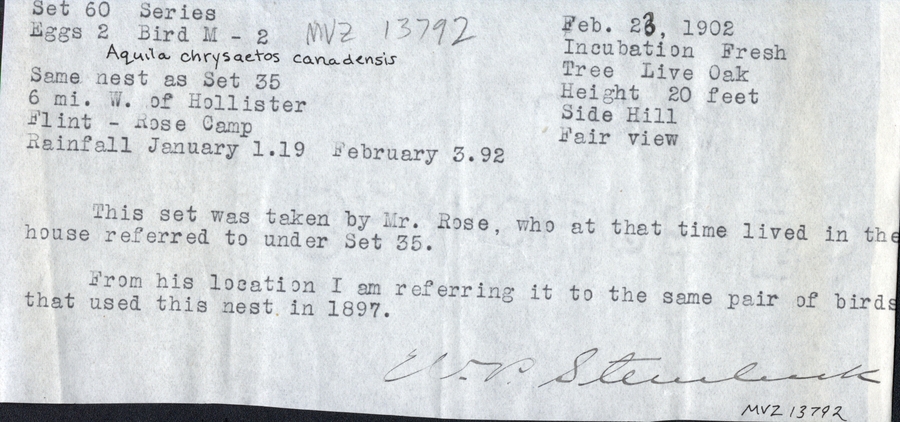 Set 60 Series
Eggs 2 Bird M - 2 MVZ 13792
Aquila chrysaetos canadensis
Same nest as Set 35
6 mi. W. of Hollister
Flint - Rose Camp
Rainfall January 1.19 February 3.92
Feb. 23, 1902
Incubation Fresh
Tree Live Oak
Height 20 feet
Side Hill
Fair view
This set was taken by Mr. Rose, who at that time lived in the
house referred to under Set 35.
From his location I am referring it to the same pair of birds
that used this nest in 1897.
MVZ 13792